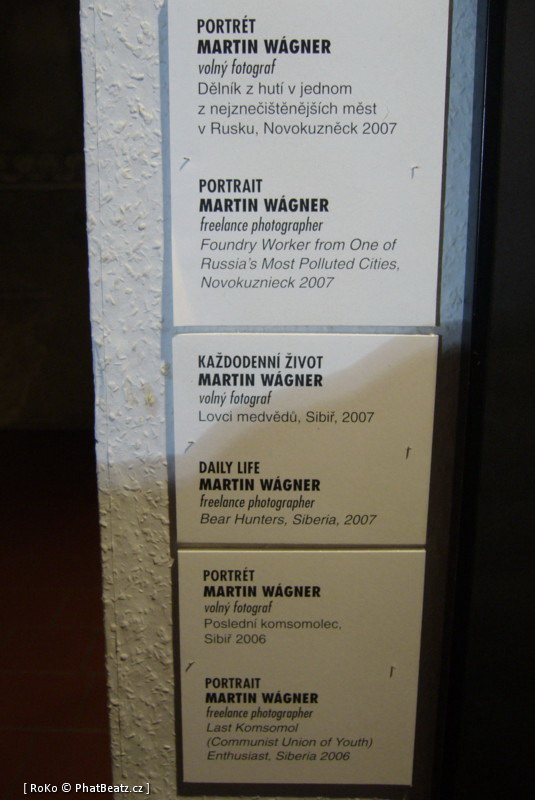 PORTRÉT
MARTIN WÁGNER
volný fotograf
Dělník z hutí v jednom
z nejznečištěnějších měst
v Rusku, Novokuzněck 2007
PORTRAIT
MARTIN WÁGNER
freelance photographer
Foundry Worker from One of
Russia's Most Polluted Cities,
Novokuznieck 2007
KAŽDODENNÍ ŽIVOT
MARTIN WÁGNER
volný fotograf
Lovci medvědů, Sibiř, 2007
DAILY LIFE
MARTIN WÁGNER
freelance photographer
Bear Hunters, Siberia, 2007
PORTRÉT
MARTIN WÁGNER
volný fotograf
Poslední komsomolec,
Sibiř 2006
PORTRAIT
MARTIN WÁGNER
freelance photographer
Last Komsomol
(Communist Union of Youth)
Enthusiast, Siberia 2006
[ RoKo © PhatBeatz.cz ]